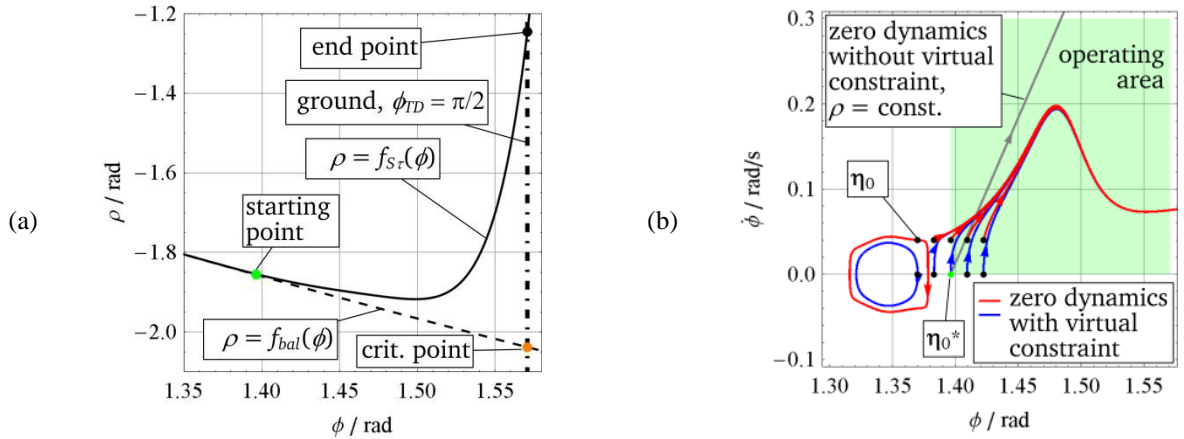 (a)
ρ / rad
-1.2
-1.4
-1.6
-1.8
-2.0
end point
ground, ϕTD = π/2
ρ = fSτ(ϕ)
starting
point
ρ = fbal(ϕ)
crit. point
1.35 1.40 1.45 1.50 1.55
ϕ / rad
(b)
ϕ̇ / rad/s
0.3
0.2
0.1
0.0
-0.1
zero dynamics
without virtual
constraint,
ρ = const.
operating
area
η0
η0*
zero dynamics
with virtual
constraint
1.30 1.40 1.45 1.50 1.55
ϕ / rad